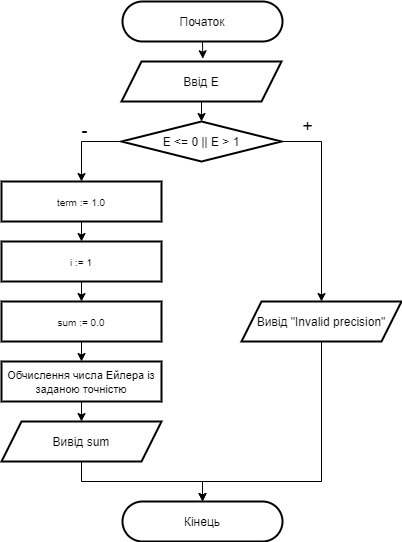 Початок
Ввід E
E <= 0 || E > 1
-
+
term := 1.0
i := 1
sum := 0.0
Вивід "Invalid precision"
Обчислення числа Ейлера із
заданою точністю
Вивід sum
Кінець